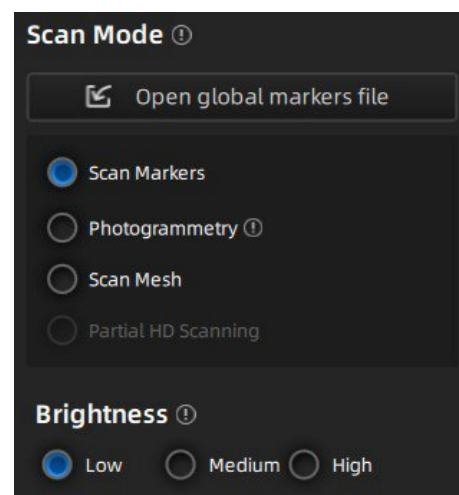 Scan Mode
Open global markers file
Scan Markers
Photogrammetry
Scan Mesh
Partial HD Scanning
Brightness
Low Medium High